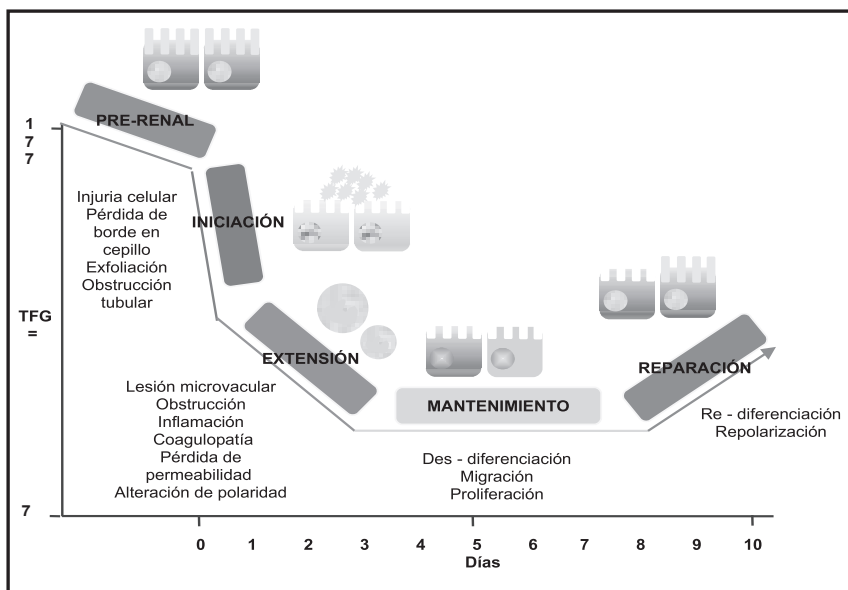 PRE-RENAL
1
7
7
Injuria celular
Pérdida de
borde en
cepillo
Exfoliación
Obstrucción
tubular
INICIACIÓN
TFG
=
EXTENSIÓN
Lesión microvacular
Obstrucción
Inflamación
Coagulopatía
Pérdida de
permeabilidad
Alteración de polaridad
MANTENIMIENTO
Des - diferenciación
Migración
Proliferación
REPARACIÓN
Re - diferenciación
Repolarización
7
0 1 2 3 4 5 6 7 8 9 10
Días